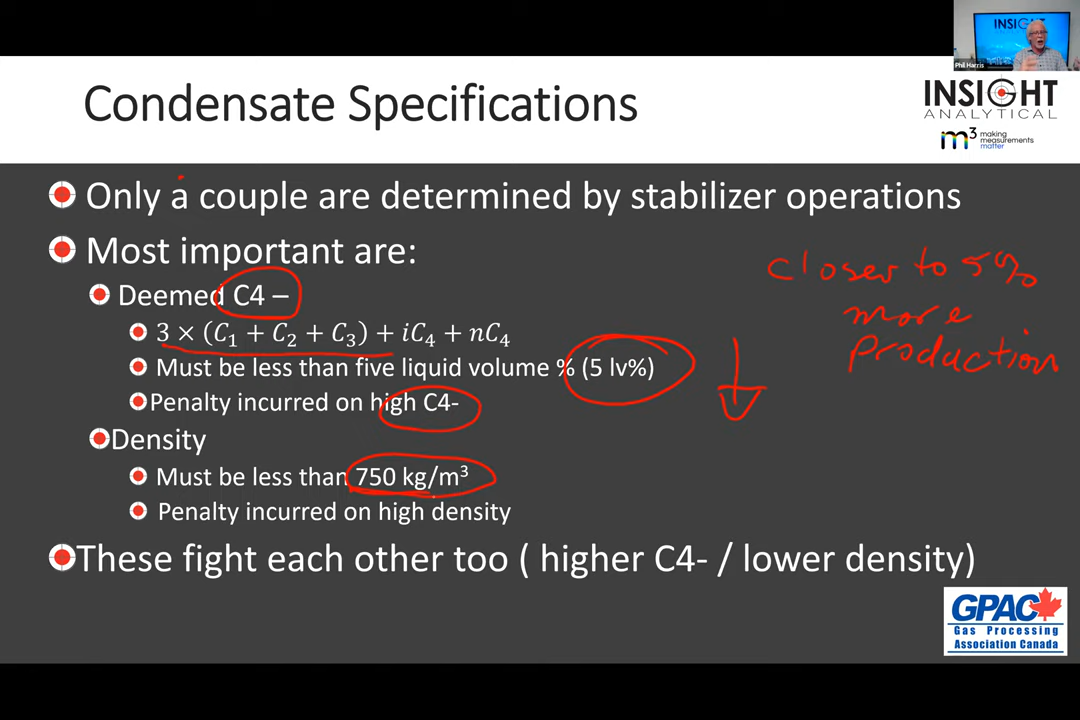 INSIGHT
Phil Harris
Condensate Specifications
INSIGHT
ANALYTICAL
m³ making
measurements
matter
Only a couple are determined by stabilizer operations
Most important are:
Deemed C4 –
3 × (C₁ + C₂ + C₃) + iC₄ + nC₄
Must be less than five liquid volume % (5 lv%)
Penalty incurred on high C4-
Density
Must be less than 750 kg/m³
Penalty incurred on high density
These fight each other too ( higher C4- / lower density)
closer to 5%
more
production
GPAC
Gas Processing
Association Canada